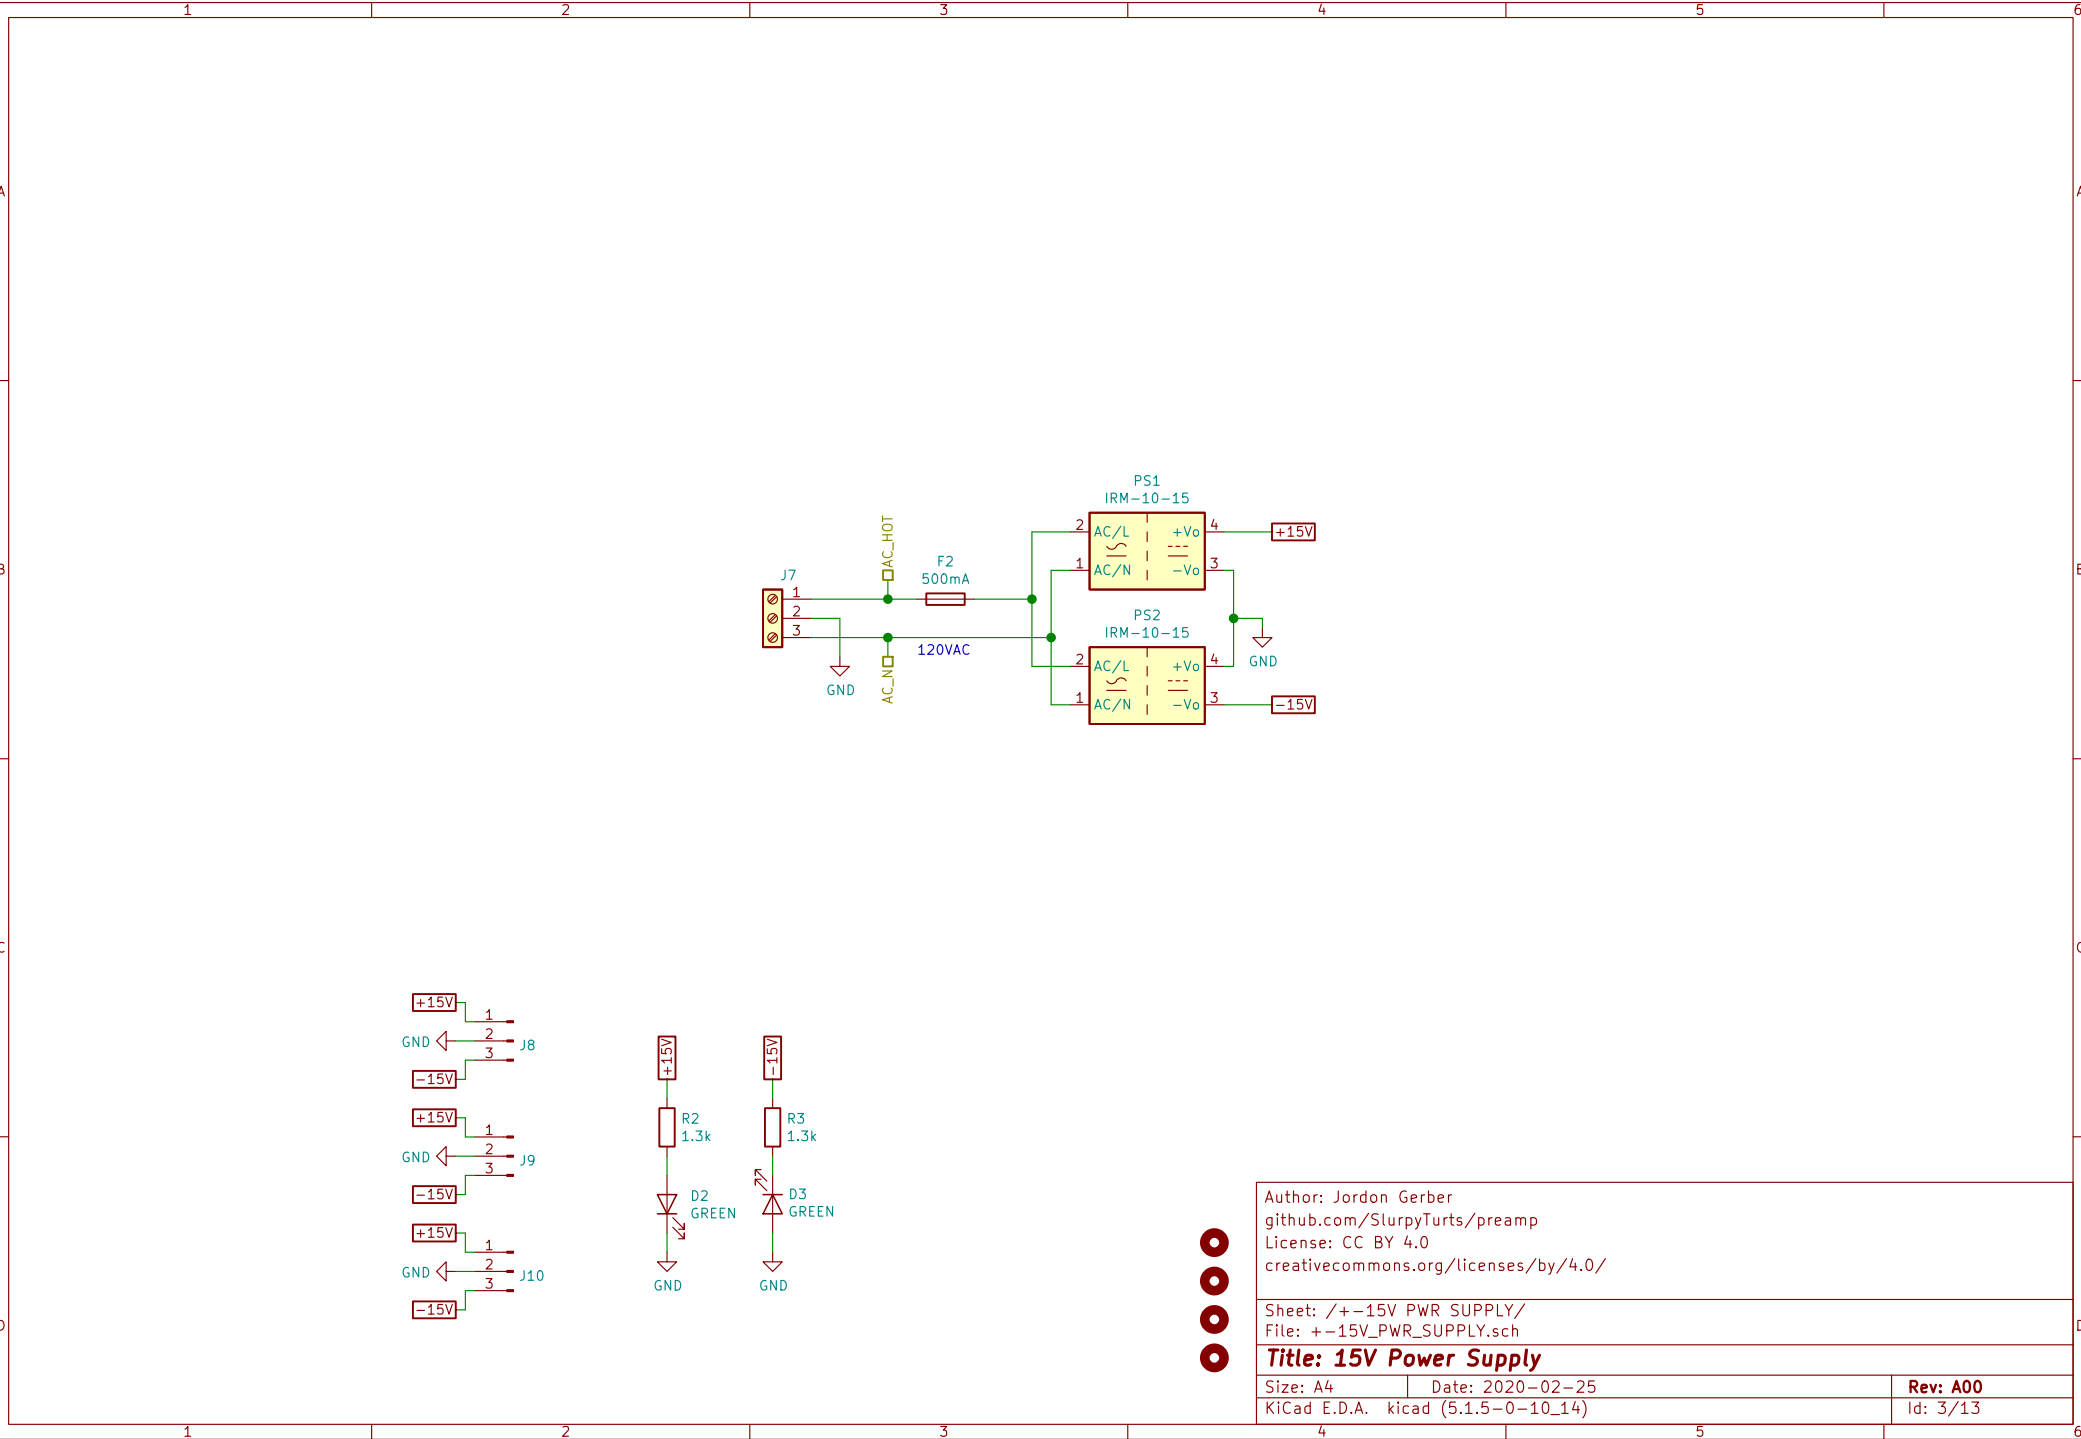 1 2 3 4 5 6
A A
B B
C C
D D
PS1
IRM-10-15
2 AC/L +Vo 4
1 AC/N -Vo 3
+15V
AC_HOT
F2
500mA
J7
1
2
3
GND
AC_N
120VAC
PS2
IRM-10-15
2 AC/L +Vo 4
1 AC/N -Vo 3
GND
-15V
+15V
1
GND 2
3
J8
-15V
+15V
1
GND 2
3
J9
-15V
+15V
1
GND 2
3
J10
-15V
+15V
R2
1.3k
D2
GREEN
GND
-15V
R3
1.3k
D3
GREEN
GND
Author: Jordon Gerber
github.com/SlurpyTurts/preamp
License: CC BY 4.0
creativecommons.org/licenses/by/4.0/
Sheet: /+-15V PWR SUPPLY/
File: +-15V_PWR_SUPPLY.sch
Title: 15V Power Supply
Size: A4 Date: 2020-02-25 Rev: A00
KiCad E.D.A. kicad (5.1.5-0-10_14) Id: 3/13
1 2 3 4 5 6